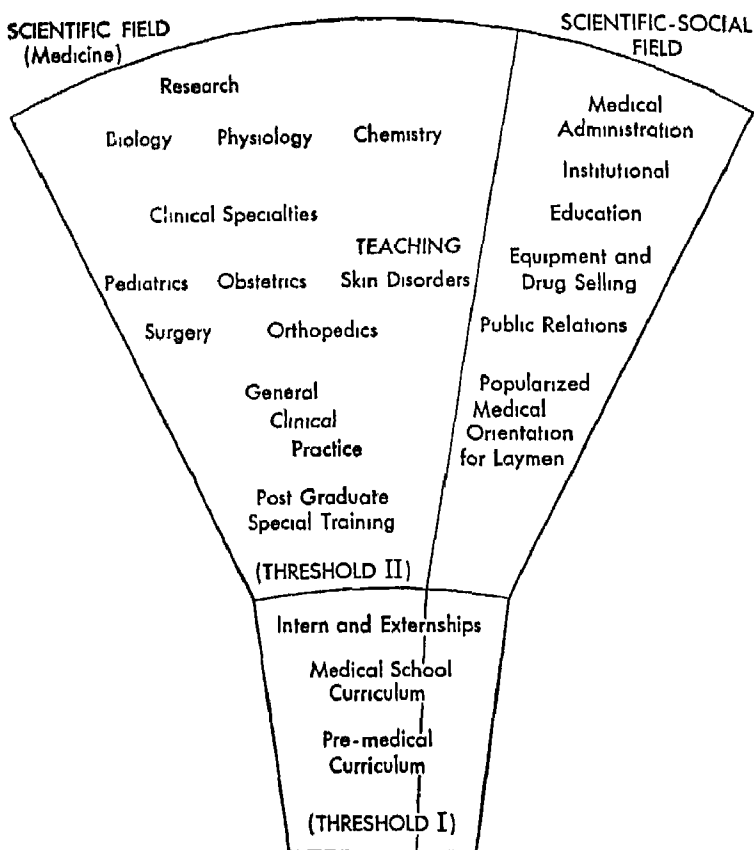 SCIENTIFIC FIELD
(Medicine)
SCIENTIFIC-SOCIAL
FIELD
Research
Biology Physiology Chemistry
Clinical Specialties
TEACHING
Pediatrics Obstetrics Skin Disorders
Surgery Orthopedics
General
Clinical
Practice
Post Graduate
Special Training
Medical
Administration
Institutional
Education
Equipment and
Drug Selling
Public Relations
Popularized
Medical
Orientation
for Laymen
(THRESHOLD II)
Intern and Externships
Medical School
Curriculum
Pre-medical
Curriculum
(THRESHOLD I)